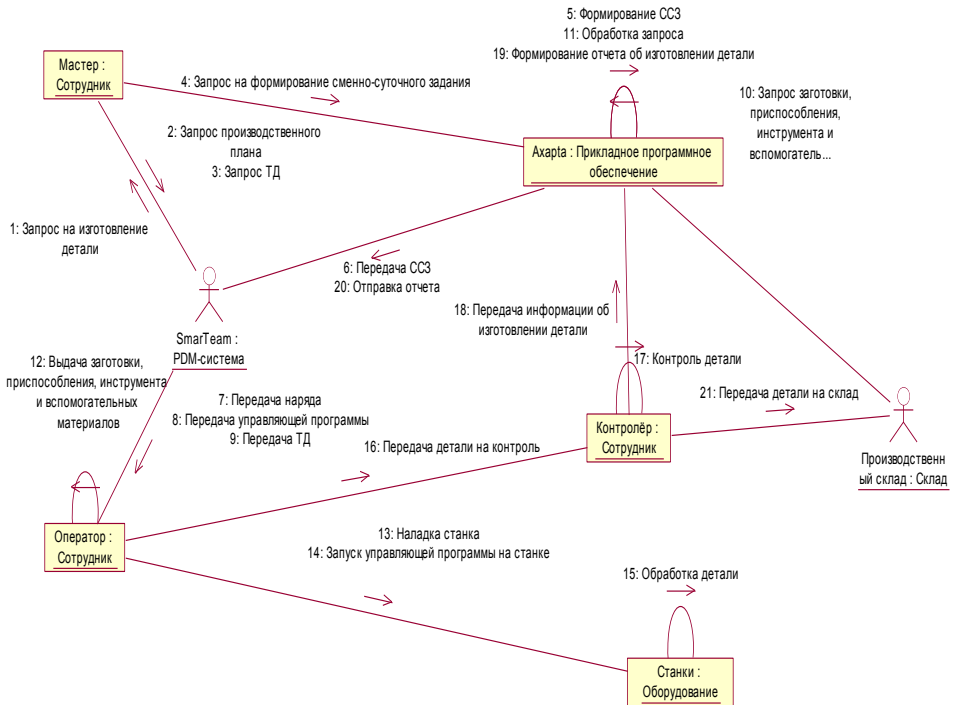 5: Формирование ССЗ
11: Обработка запроса
19: Формирование отчета об изготовлении детали
Мастер :
Сотрудник
4: Запрос на формирование сменно-суточного задания
10: Запрос заготовки,
приспособления,
инструмента и
вспомогатель...
2: Запрос производственного
плана
3: Запрос ТД
Axapta : Прикладное программное
обеспечение
1: Запрос на изготовление
детали
6: Передача ССЗ
20: Отправка отчета
18: Передача информации об
изготовлении детали
SmarTeam :
PDM-система
17: Контроль детали
12: Выдача заготовки,
приспособления, инструмента
и вспомогательных
материалов
7: Передача наряда
8: Передача управляющей программы
9: Передача ТД
21: Передача детали на склад
16: Передача детали на контроль
Контролёр :
Сотрудник
Производственн
ый склад : Склад
Оператор :
Сотрудник
13: Наладка станка
14: Запуск управляющей программы на станке
15: Обработка детали
Станки :
Оборудование